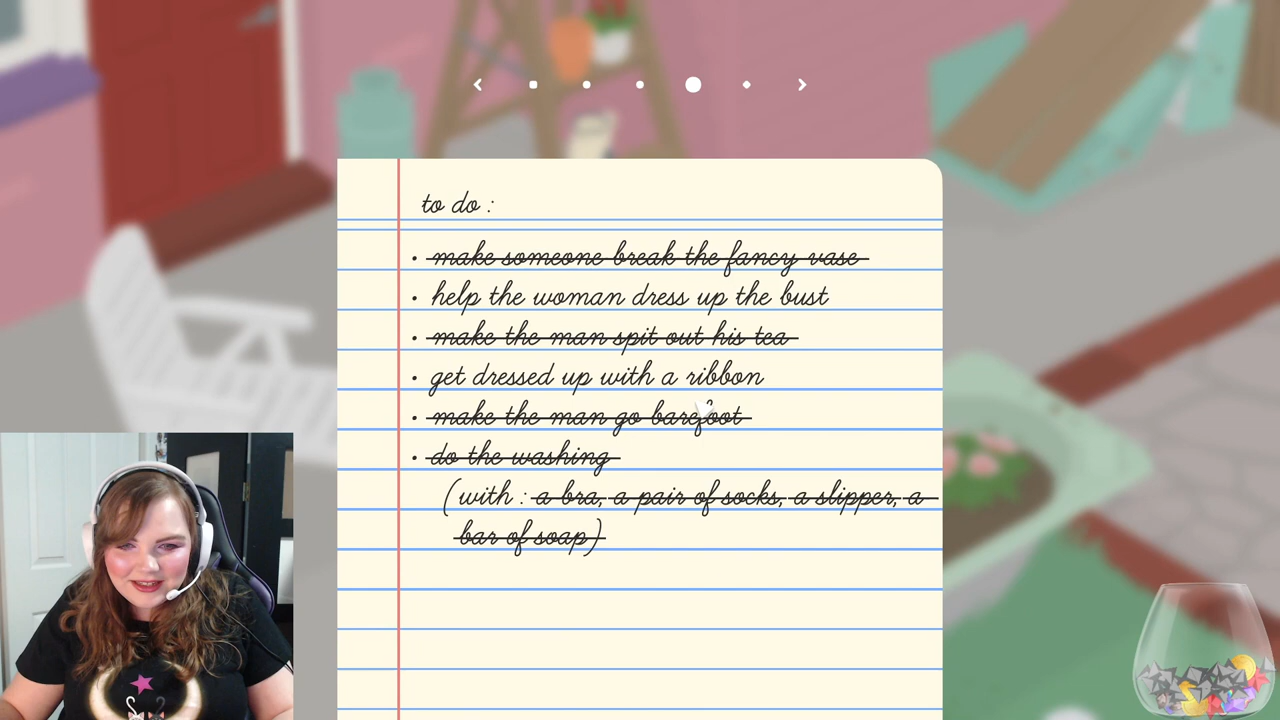 to do :
• make someone break the fancy vase
• help the woman dress up the bust
• make the man spit out his tea
• get dressed up with a ribbon
• make the man go barefoot
• do the washing
(with : a bra, a pair of socks, a slipper, a
bar of soap)